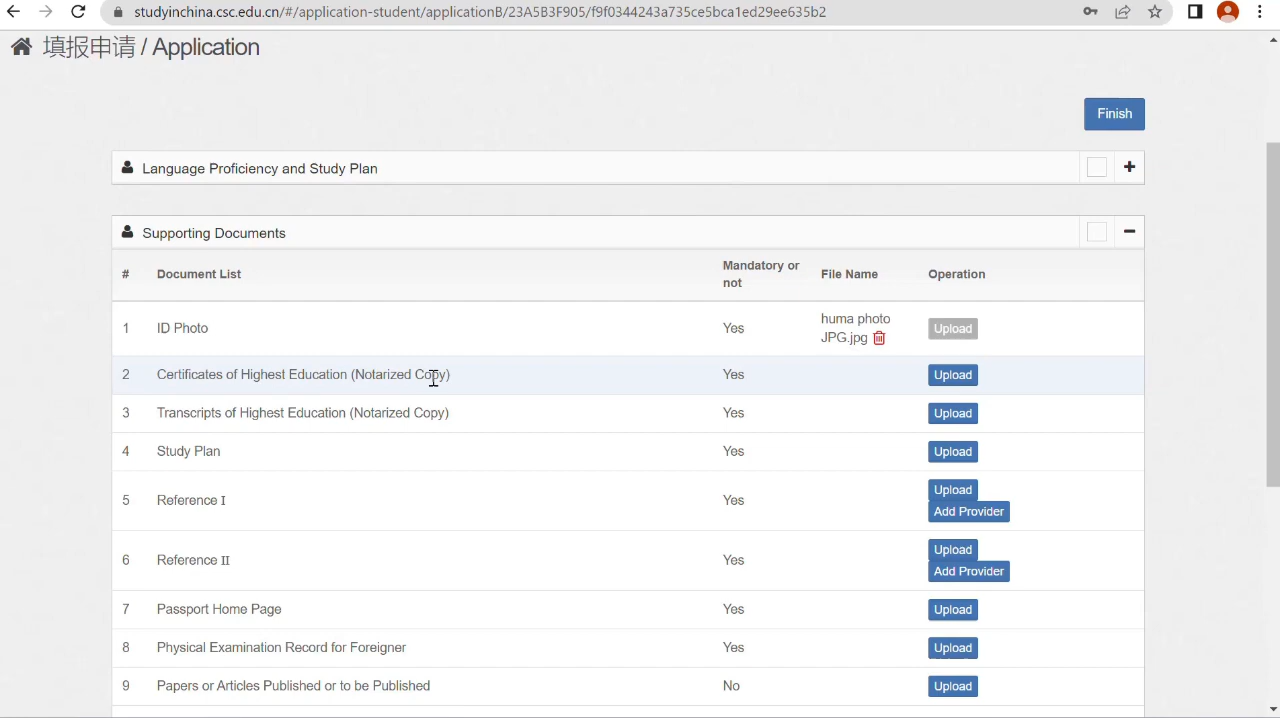 studyinchina.csc.edu.cn/#/application-student/applicationB/23A5B3F905/f9f0344243a735ce5bca1ed29ee635b2
填报申请 / Application
Finish
Language Proficiency and Study Plan
Supporting Documents
# Document List Mandatory or not File Name Operation
1 ID Photo Yes huma photo JPG.jpg Upload
2 Certificates of Highest Education (Notarized Copy) Yes Upload
3 Transcripts of Highest Education (Notarized Copy) Yes Upload
4 Study Plan Yes Upload
5 Reference I Yes Upload
Add Provider
6 Reference II Yes Upload
Add Provider
7 Passport Home Page Yes Upload
8 Physical Examination Record for Foreigner Yes Upload
9 Papers or Articles Published or to be Published No Upload